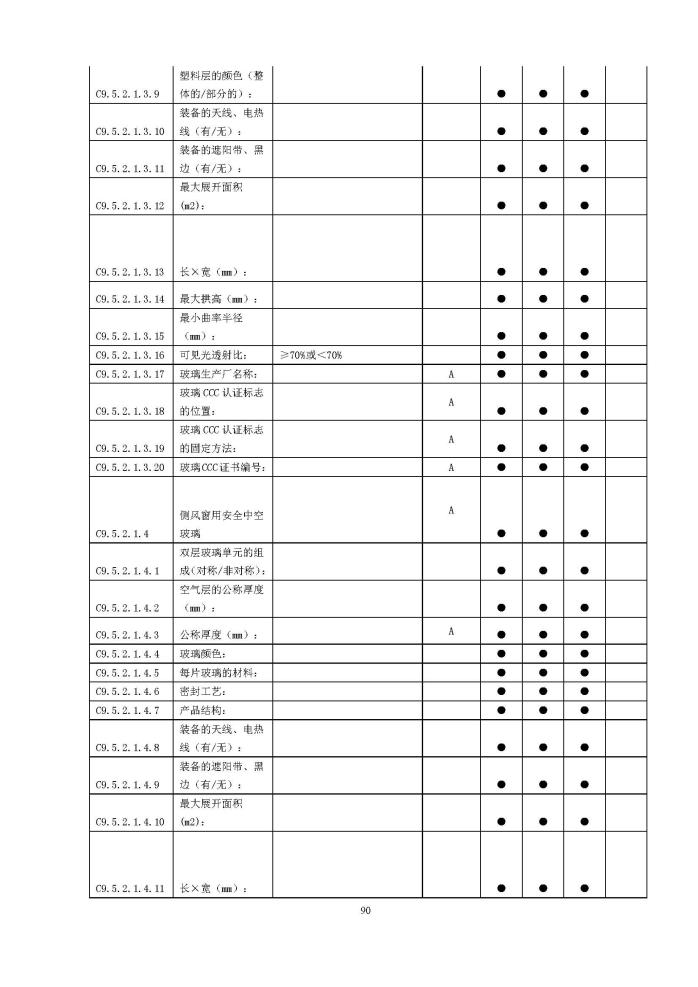 塑料层的颜色（整
C9.5.2.1.3.9 体的/部分的）： ● ● ●
装备的天线、电热
C9.5.2.1.3.10 线（有/无）： ● ● ●
装备的遮阳带、黑
C9.5.2.1.3.11 边（有/无）： ● ● ●
最大展开面积
C9.5.2.1.3.12 (m2)： ● ● ●
C9.5.2.1.3.13 长×宽（mm）： ● ● ●
C9.5.2.1.3.14 最大拱高（mm）： ● ● ●
最小曲率半径
C9.5.2.1.3.15 （mm）： ● ● ●
C9.5.2.1.3.16 可见光透射比： ≥70%或＜70% ● ● ●
C9.5.2.1.3.17 玻璃生产厂名称： A ● ● ●
玻璃 CCC 认证标志
C9.5.2.1.3.18 的位置： A ● ● ●
玻璃 CCC 认证标志
C9.5.2.1.3.19 的固定方法： A ● ● ●
C9.5.2.1.3.20 玻璃CCC证书编号： A ● ● ●
侧风窗用安全中空
C9.5.2.1.4 玻璃 A ● ● ●
双层玻璃单元的组
C9.5.2.1.4.1 成(对称/非对称)： ● ● ●
空气层的公称厚度
C9.5.2.1.4.2 （mm）： ● ● ●
C9.5.2.1.4.3 公称厚度（mm）： A ● ● ●
C9.5.2.1.4.4 玻璃颜色： ● ● ●
C9.5.2.1.4.5 每片玻璃的材料： ● ● ●
C9.5.2.1.4.6 密封工艺： ● ● ●
C9.5.2.1.4.7 产品结构： ● ● ●
装备的天线、电热
C9.5.2.1.4.8 线（有/无）： ● ● ●
装备的遮阳带、黑
C9.5.2.1.4.9 边（有/无）： ● ● ●
最大展开面积
C9.5.2.1.4.10 (m2)： ● ● ●
C9.5.2.1.4.11 长×宽（mm）： ● ● ●
90